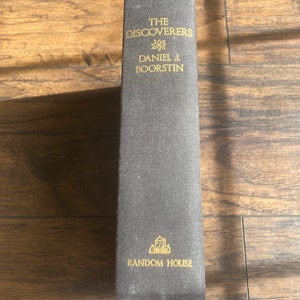 THE
DISCOVERERS
DANIEL J.
BOORSTIN
RANDOM HOUSE